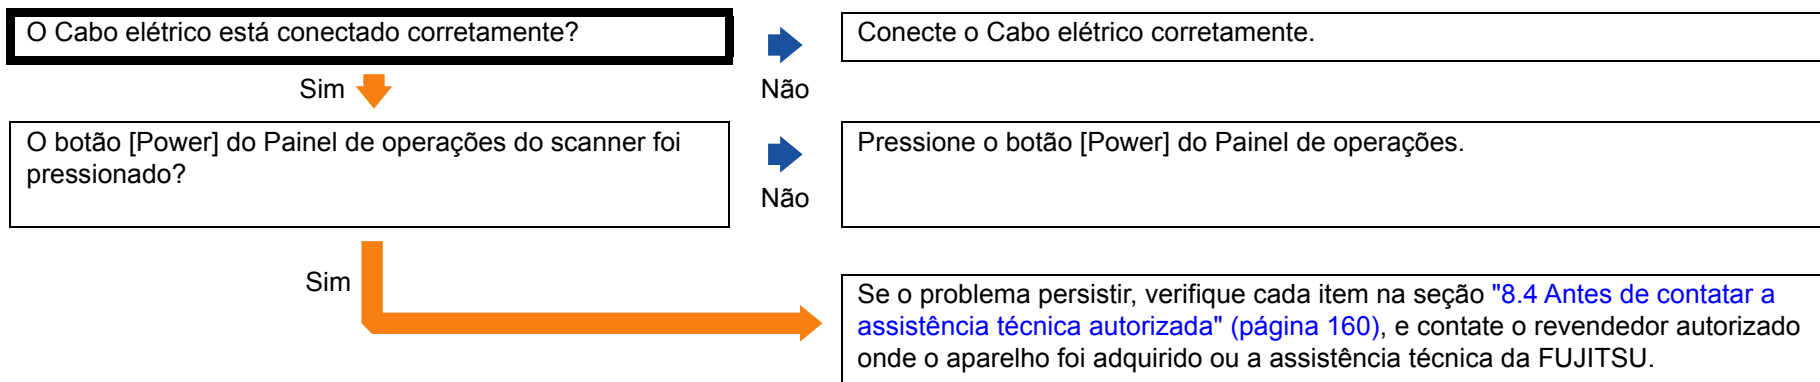 O Cabo elétrico está conectado corretamente?
Conecte o Cabo elétrico corretamente.
Sim
Não
O botão [Power] do Painel de operações do scanner foi
pressionado?
Pressione o botão [Power] do Painel de operações.
Não
Sim
Se o problema persistir, verifique cada item na seção "8.4 Antes de contatar a
assistência técnica autorizada" (página 160), e contate o revendedor autorizado
onde o aparelho foi adquirido ou a assistência técnica da FUJITSU.